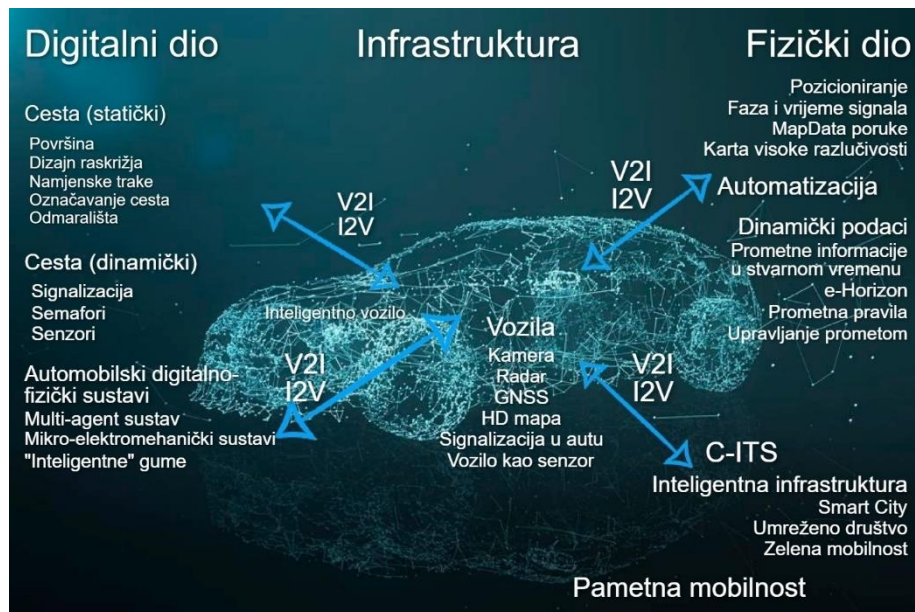 Digitalni dio
Infrastruktura
Fizički dio
Cesta (statički)
Površina
Dizajn raskrižja
Namjenske trake
Označavanje cesta
Odmarališta
Cesta (dinamički)
Signalizacija
Semafori
Senzori
Automobilski digitalno-
fizički sustavi
Multi-agent sustav
Mikro-elektromehanički sustavi
"Inteligentne" gume
V2I
I2V
Inteligentno vozilo
V2I
I2V
Vozila
Kamera
Radar
GNSS
HD mapa
Signalizacija u autu
Vozilo kao senzor
V2I
I2V
V2I
I2V
Pozicioniranje
Faza i vrijeme signala
MapData poruke
Karta visoke razlučivosti
Automatizacija
Dinamički podaci
Prometne informacije
u stvarnom vremenu
e-Horizon
Prometna pravila
Upravljanje prometom
C-ITS
Inteligentna infrastruktura
Smart City
Umreženo društvo
Zelena mobilnost
Pametna mobilnost